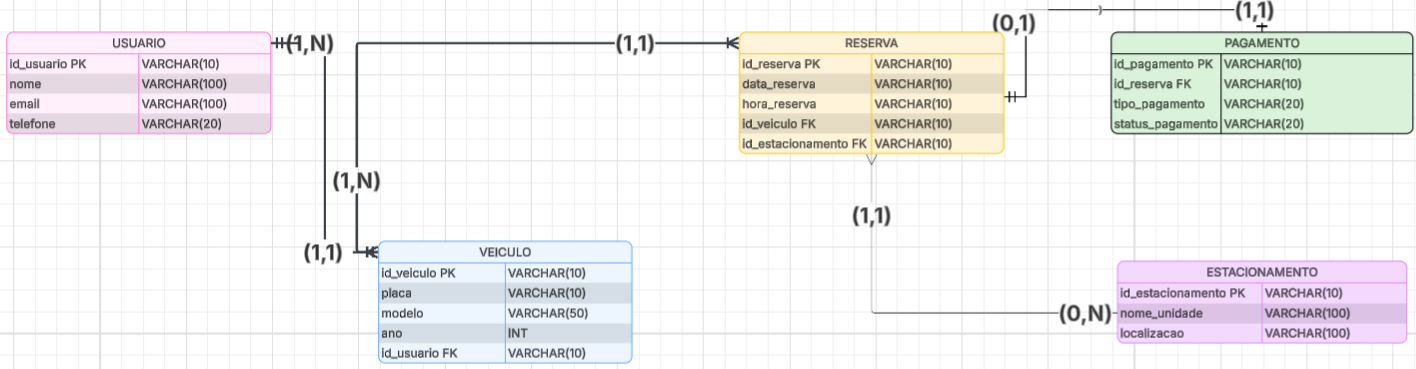 USUARIO
id_usuario PK VARCHAR(10)
nome VARCHAR(100)
email VARCHAR(100)
telefone VARCHAR(20)
(1,N)
(1,1)
(1,N)
(1,1)
VEICULO
id_veiculo PK VARCHAR(10)
placa VARCHAR(10)
modelo VARCHAR(50)
ano INT
id_usuario FK VARCHAR(10)
RESERVA
id_reserva PK VARCHAR(10)
data_reserva VARCHAR(10)
hora_reserva VARCHAR(10)
id_veiculo FK VARCHAR(10)
id_estacionamento FK VARCHAR(10)
(0,1)
(1,1)
PAGAMENTO
id_pagamento PK VARCHAR(10)
id_reserva FK VARCHAR(10)
tipo_pagamento VARCHAR(20)
status_pagamento VARCHAR(20)
(1,1)
(0,N)
ESTACIONAMENTO
id_estacionamento PK VARCHAR(10)
nome_unidade VARCHAR(100)
localizacao VARCHAR(100)